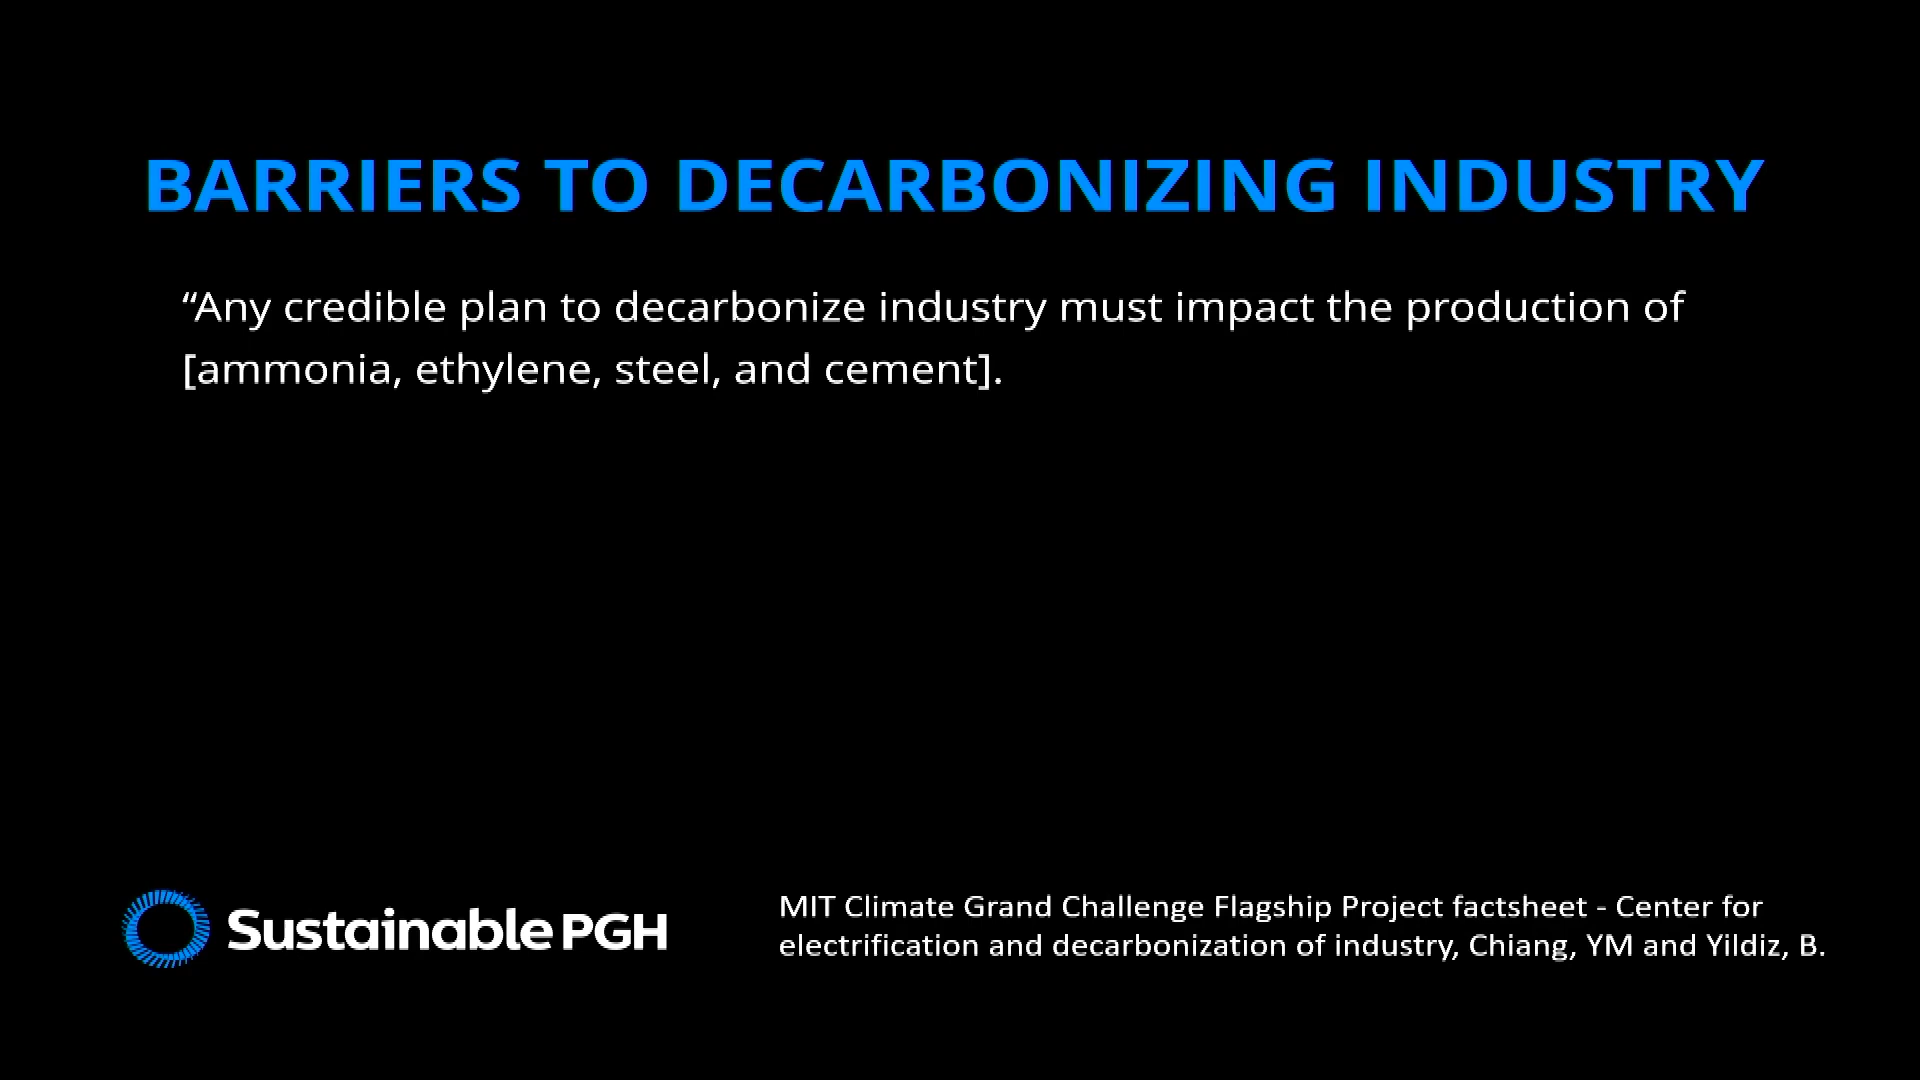 BARRIERS TO DECARBONIZING INDUSTRY
“Any credible plan to decarbonize industry must impact the production of
[ammonia, ethylene, steel, and cement].
SustainablePGH
MIT Climate Grand Challenge Flagship Project factsheet - Center for
electrification and decarbonization of industry, Chiang, YM and Yildiz, B.